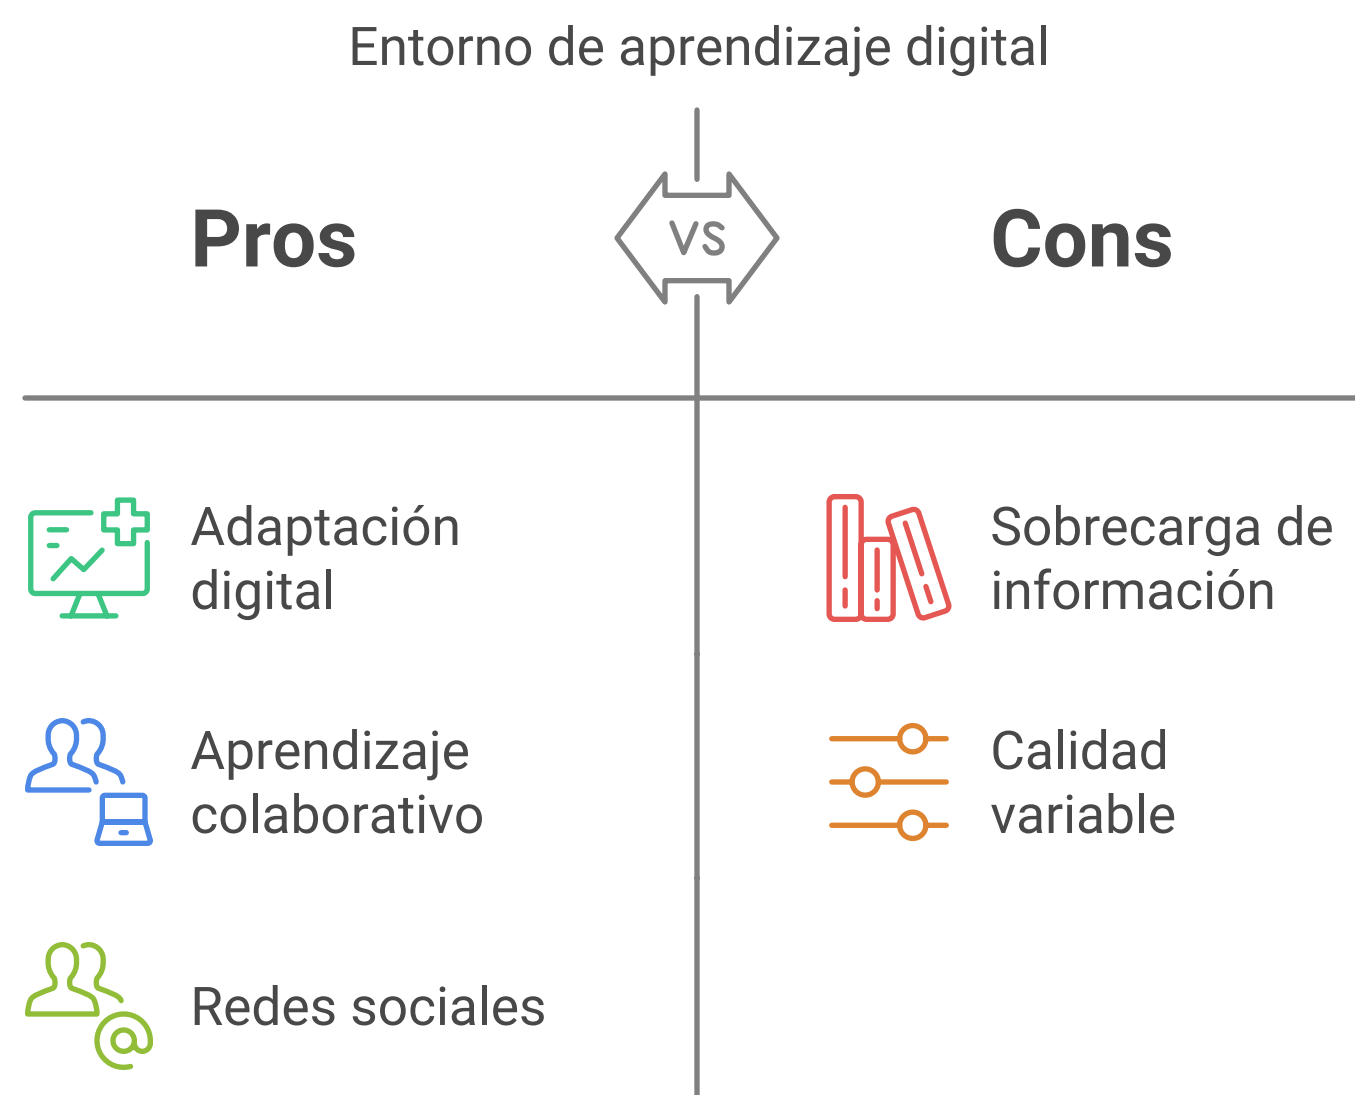 Entorno de aprendizaje digital
Pros
VS
Cons
Adaptación
digital
Sobrecarga de
información
Aprendizaje
colaborativo
Calidad
variable
Redes sociales